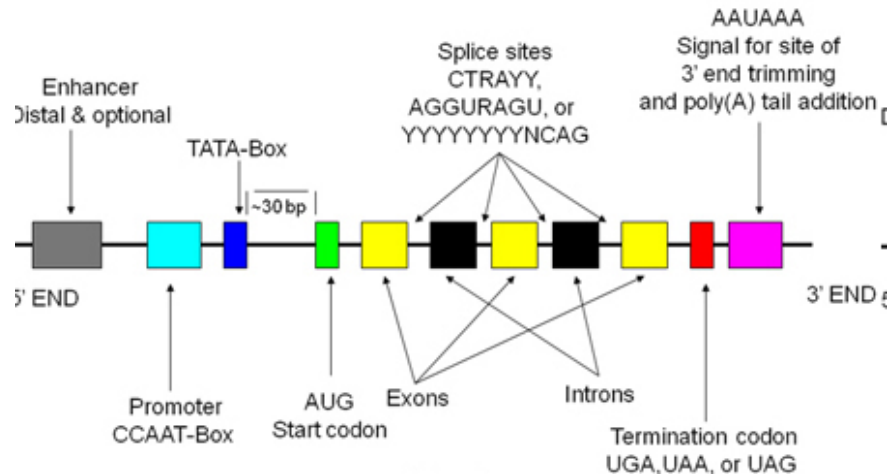 Enhancer
Distal & optional
TATA-Box
~30 bp
Splice sites
CTRAYY,
AGGURAGU, or
YYYYYYYYNCAG
AAUAAA
Signal for site of
3' end trimming
and poly(A) tail addition
5' END
3' END
Promoter
CCAAT-Box
AUG
Start codon
Exons
Introns
Termination codon
UGA,UAA, or UAG